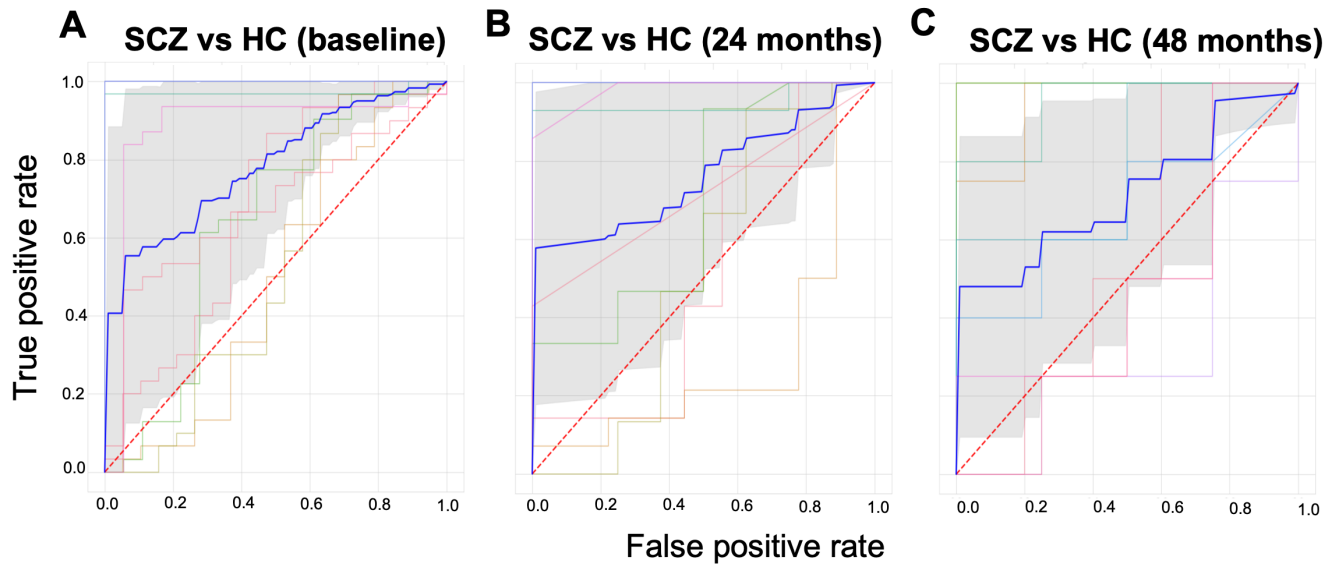 A SCZ vs HC (baseline)
B SCZ vs HC (24 months)
C SCZ vs HC (48 months)
True positive rate
1.0
0.8
0.6
0.4
0.2
0.0
0.0 0.2 0.4 0.6 0.8 1.0
0.0 0.2 0.4 0.6 0.8 1.0
0.0 0.2 0.4 0.6 0.8 1.0
False positive rate